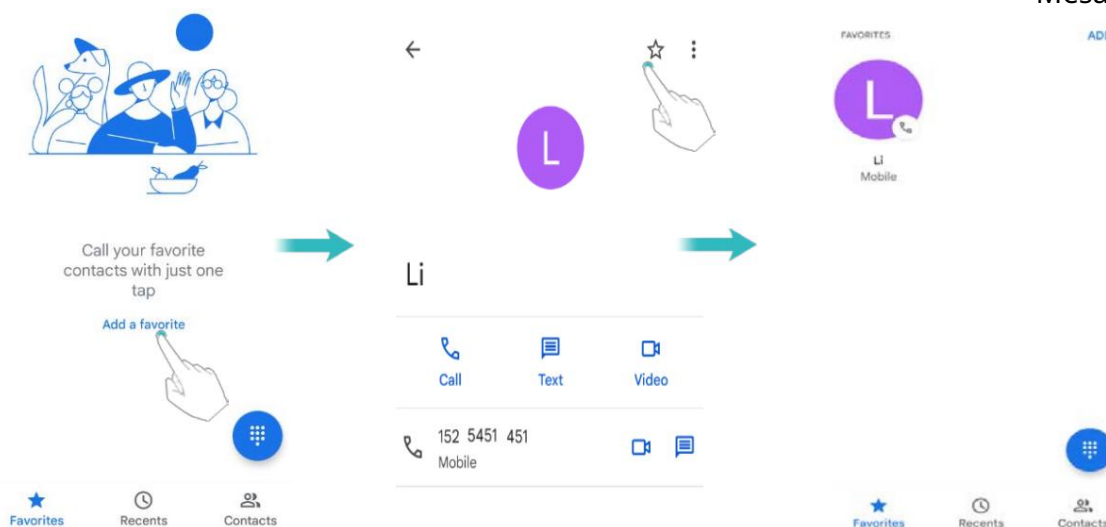 Call your favorite
contacts with just one
tap
Add a favorite
Favorites
Recents
Contacts
L
Li
Call
Text
Video
152 5451 451
Mobile
FAVORITES
L
Li
Mobile
Favorites
Recents
Contacts